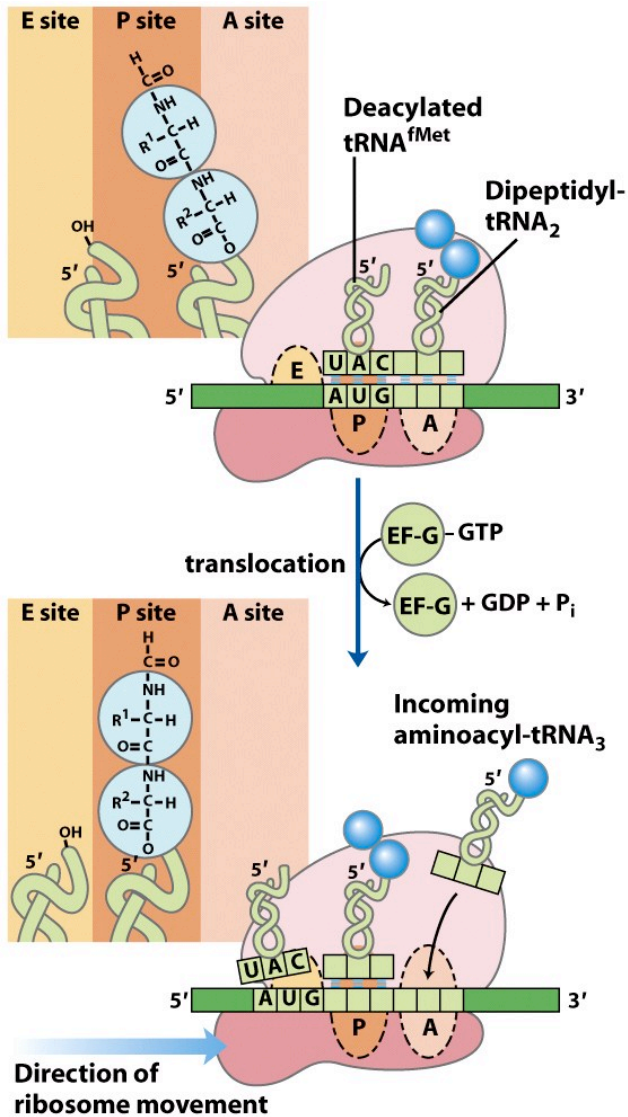 E site P site A site
H
C=O
NH
R¹-C-H
O=C
NH
R²-C-H
O=C
O
OH
5′ 5′
Deacylated
tRNA^fMet
Dipeptidyl-
tRNA₂
5′ 5′
E
U A C
5′ A U G 3′
P A
translocation
EF-G - GTP
EF-G + GDP + Pᵢ
E site P site A site
H
C=O
NH
R¹-C-H
O=C
NH
R²-C-H
O=C
O
OH
5′ 5′
Incoming
aminoacyl-tRNA₃
5′
5′ 5′
U A C
5′ A U G 3′
P A
Direction of
ribosome movement